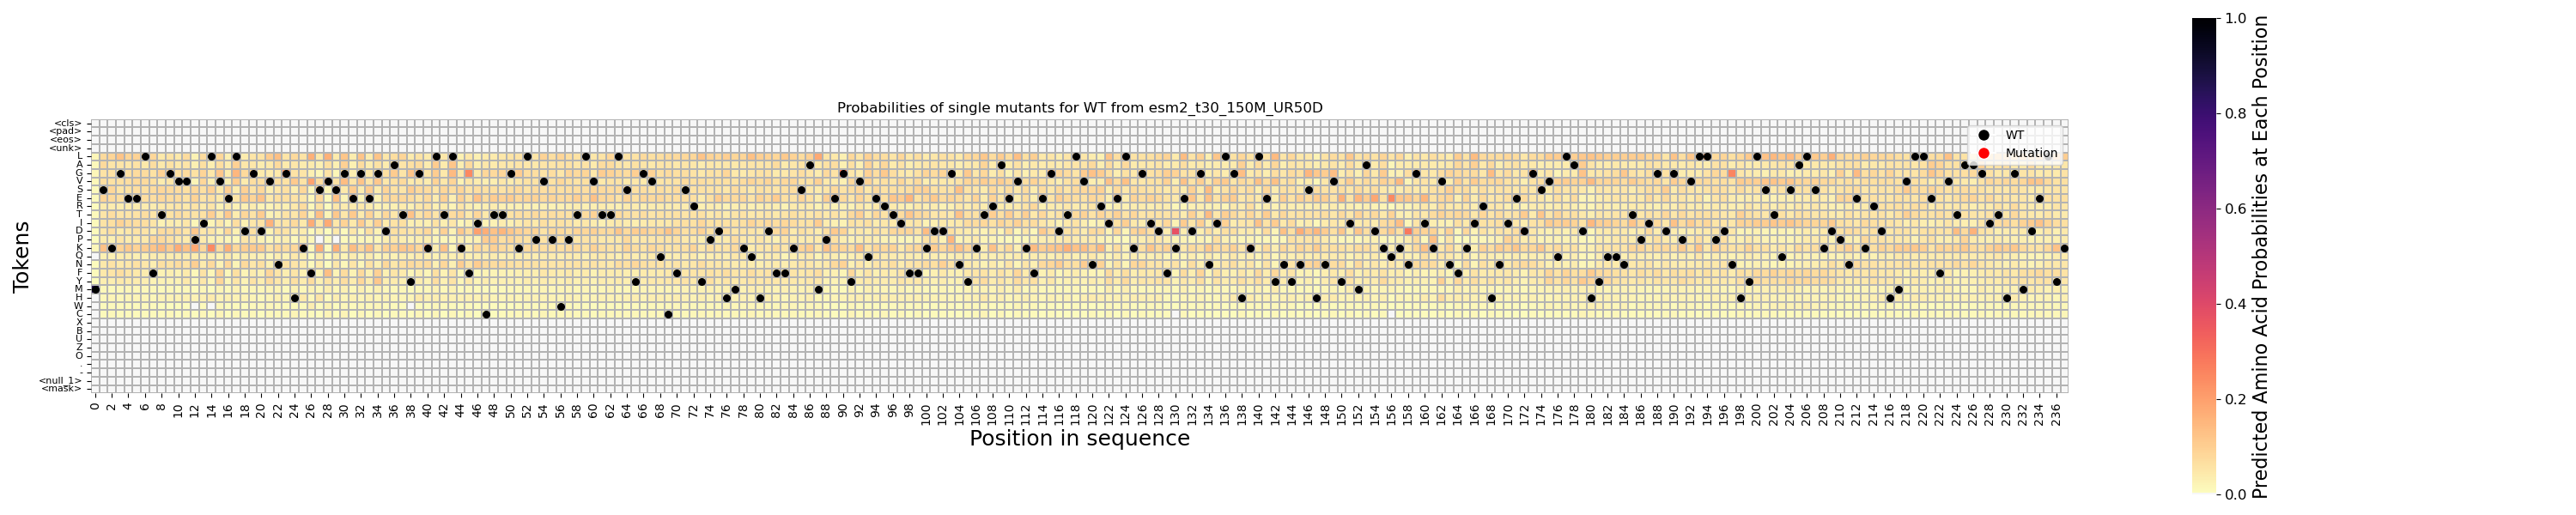 Probabilities of single mutants for WT from esm2_t30_150M_UR50D
Tokens
<cls>
<pad>
<eos>
<unk>
L
A
G
V
S
E
R
T
I
D
P
K
Q
N
F
Y
M
H
W
C
X
B
U
Z
O
.
-
<null_1>
<mask>
WT
Mutation
0 2 4 6 8 10 12 14 16 18 20 22 24 26 28 30 32 34 36 38 40 42 44 46 48 50 52 54 56 58 60 62 64 66 68 70 72 74 76 78 80 82 84 86 88 90 92 94 96 98 100 102 104 106 108 110 112 114 116 118 120 122 124 126 128 130 132 134 136 138 140 142 144 146 148 150 152 154 156 158 160 162 164 166 168 170 172 174 176 178 180 182 184 186 188 190 192 194 196 198 200 202 204 206 208 210 212 214 216 218 220 222 224 226 228 230 232 234 236
Position in sequence
1.0
0.8
0.6
0.4
0.2
0.0
Predicted Amino Acid Probabilities at Each Position